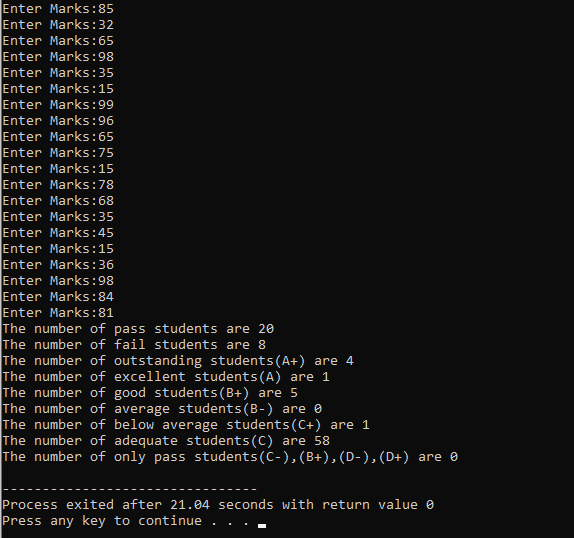 Enter Marks:85
Enter Marks:32
Enter Marks:65
Enter Marks:98
Enter Marks:35
Enter Marks:15
Enter Marks:99
Enter Marks:96
Enter Marks:65
Enter Marks:75
Enter Marks:15
Enter Marks:78
Enter Marks:68
Enter Marks:35
Enter Marks:45
Enter Marks:15
Enter Marks:36
Enter Marks:98
Enter Marks:84
Enter Marks:81
The number of pass students are 20
The number of fail students are 8
The number of outstanding students(A+) are 4
The number of excellent students(A) are 1
The number of good students(B+) are 5
The number of average students(B-) are 0
The number of below average students(C+) are 1
The number of adequate students(C) are 58
The number of only pass students(C-),(B+),(D-),(D+) are 0
--------------------------------
Process exited after 21.04 seconds with return value 0
Press any key to continue . . .